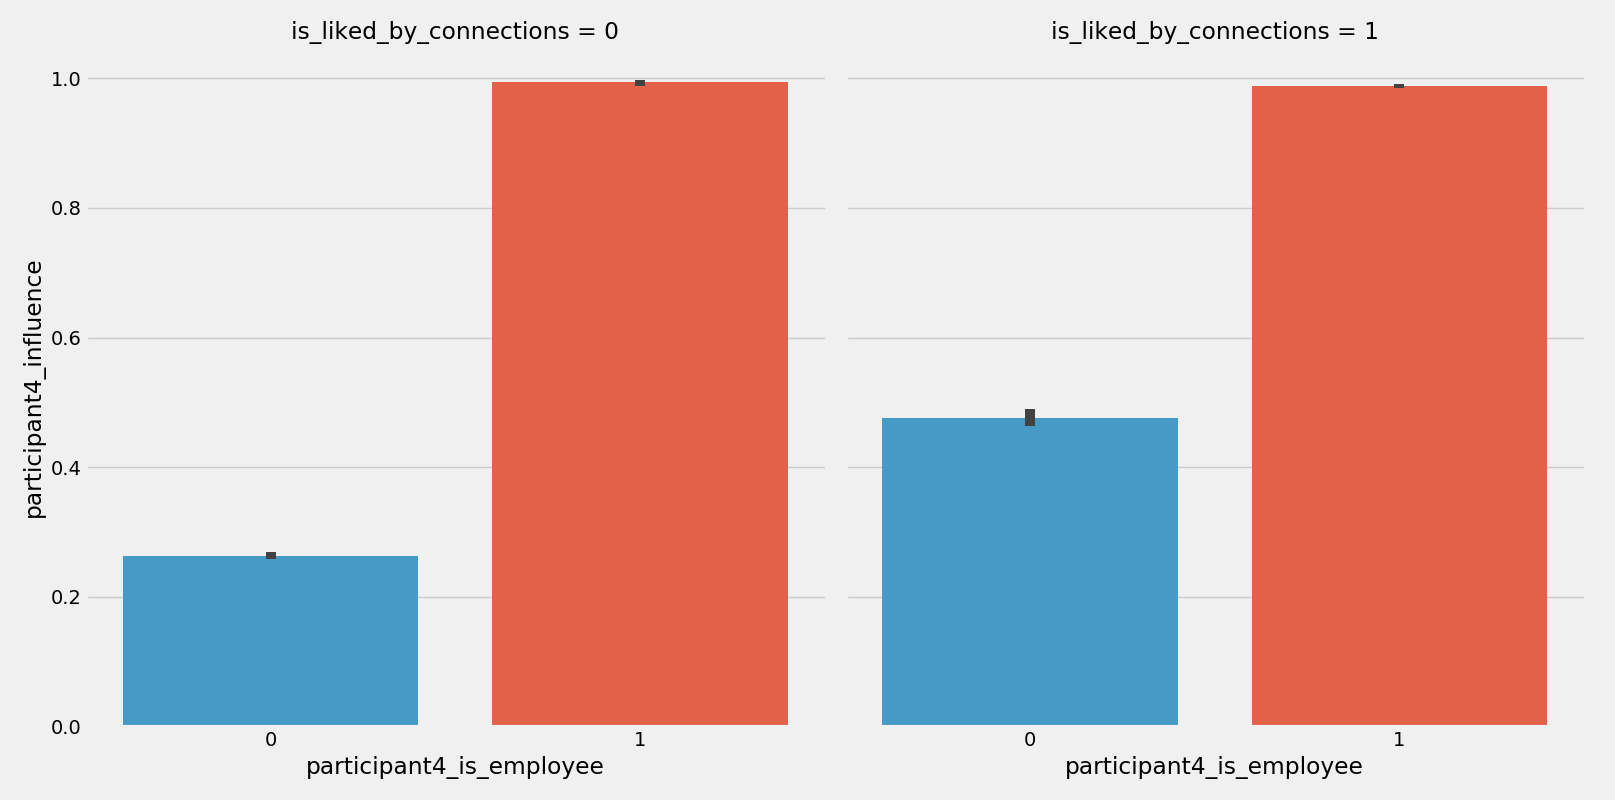 is_liked_by_connections = 0
is_liked_by_connections = 1
participant4_influence
1.0
0.8
0.6
0.4
0.2
0.0
0
1
0
1
participant4_is_employee
participant4_is_employee